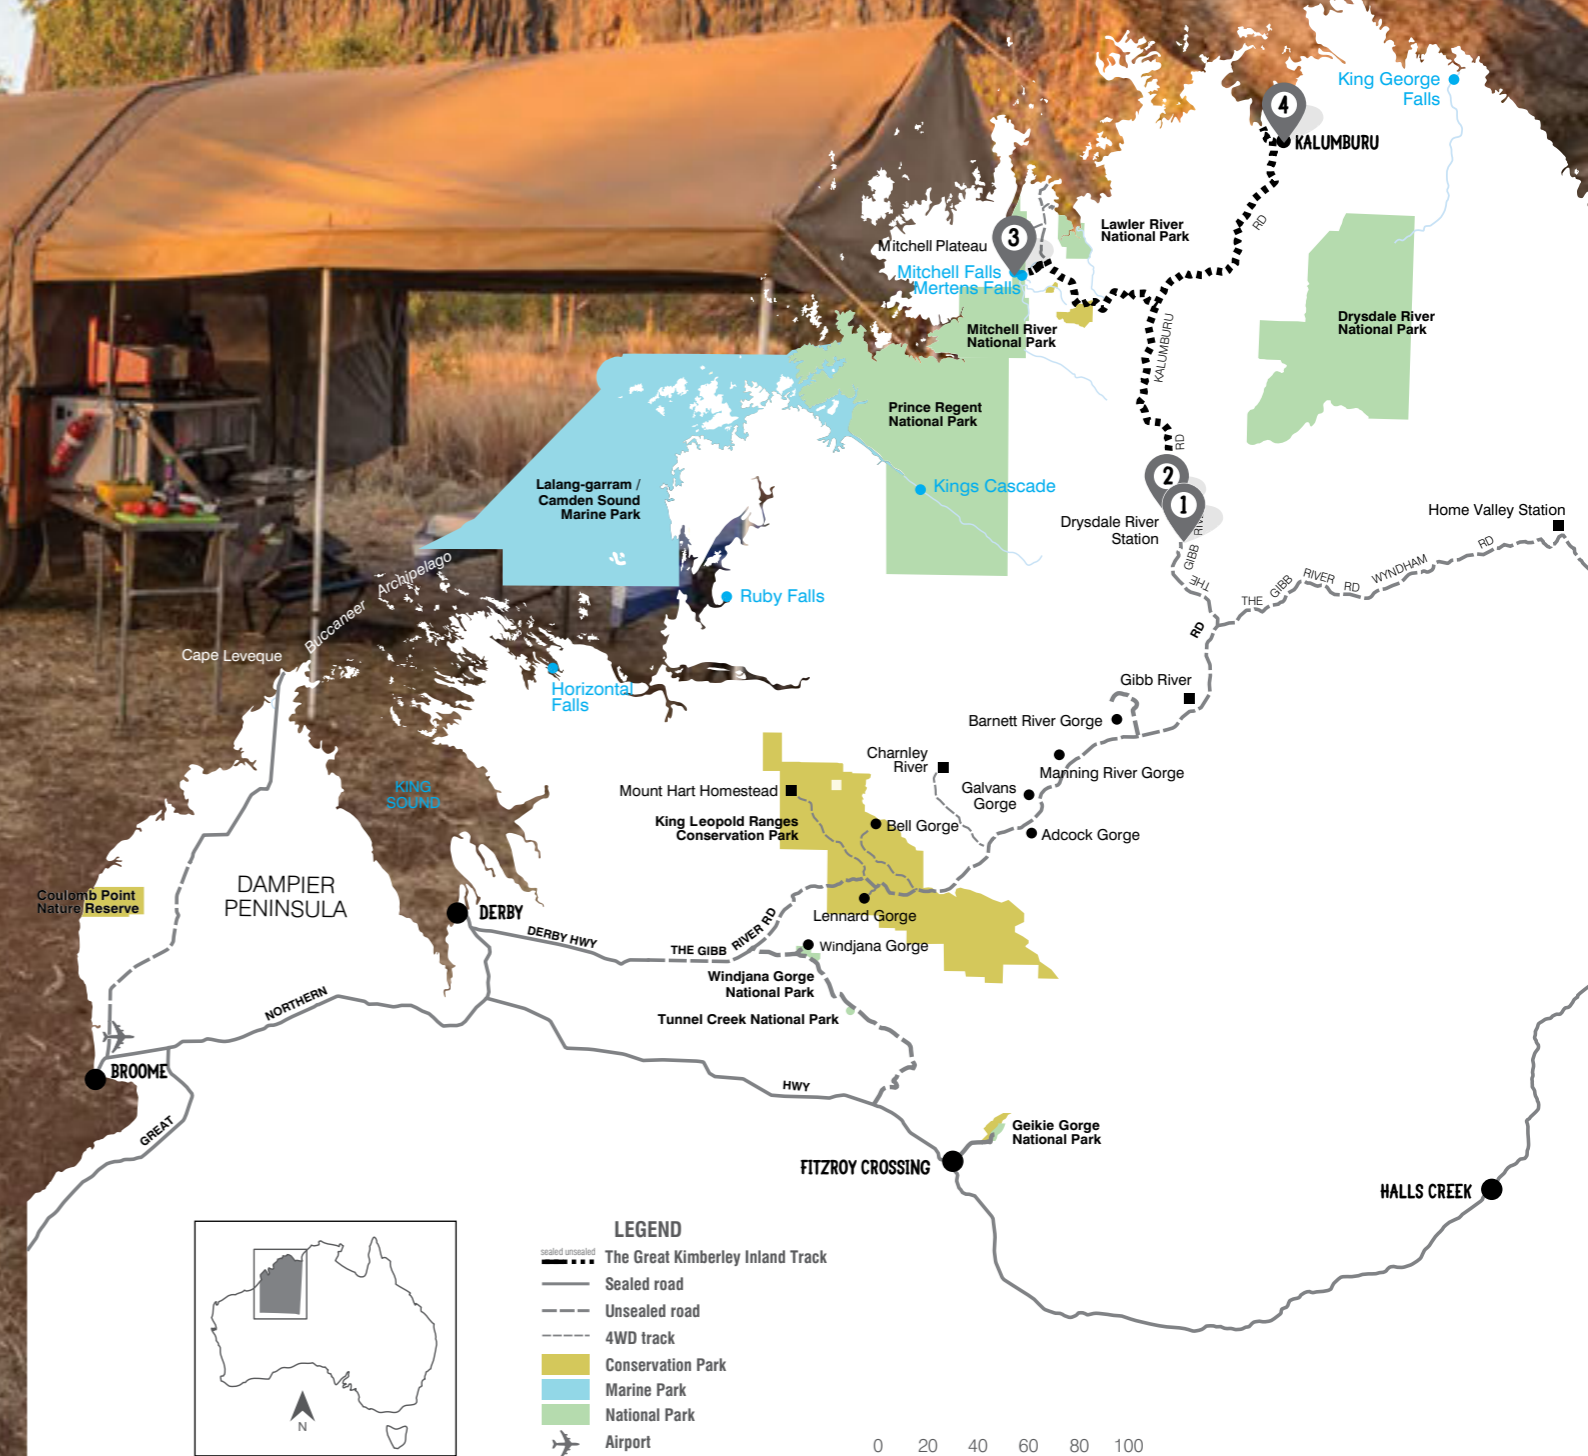 King George
Falls
4
KALUMBURU
RD
Lawler River
National Park
3
Mitchell Plateau
Mitchell Falls
Mertens Falls
Mitchell River
National Park
Drysdale River
National Park
KALUMBURU
RD
Prince Regent
National Park
Kings Cascade
Lalang-garram /
Camden Sound
Marine Park
2
1
Drysdale River
Station
Home Valley Station
THE GIBB RIVER RD WYNDHAM RD
THE GIBB
RD
Buccaneer Archipelago
Cape Leveque
Ruby Falls
Horizontal
Falls
Gibb River
Barnett River Gorge
Manning River Gorge
Charnley
River
Galvans
Gorge
Adcock Gorge
KING
SOUND
Mount Hart Homestead
King Leopold Ranges
Conservation Park
Bell Gorge
Lennard Gorge
Coulomb Point
Nature Reserve
DAMPIER
PENINSULA
DERBY
DERBY HWY
THE GIBB RIVER RD
Windjana Gorge
Windjana Gorge
National Park
Tunnel Creek National Park
NORTHERN
BROOME
GREAT
HWY
Geikie Gorge
National Park
FITZROY CROSSING
HALLS CREEK
N
LEGEND
sealed unsealed
The Great Kimberley Inland Track
Sealed road
Unsealed road
4WD track
Conservation Park
Marine Park
National Park
Airport
0 20 40 60 80 100